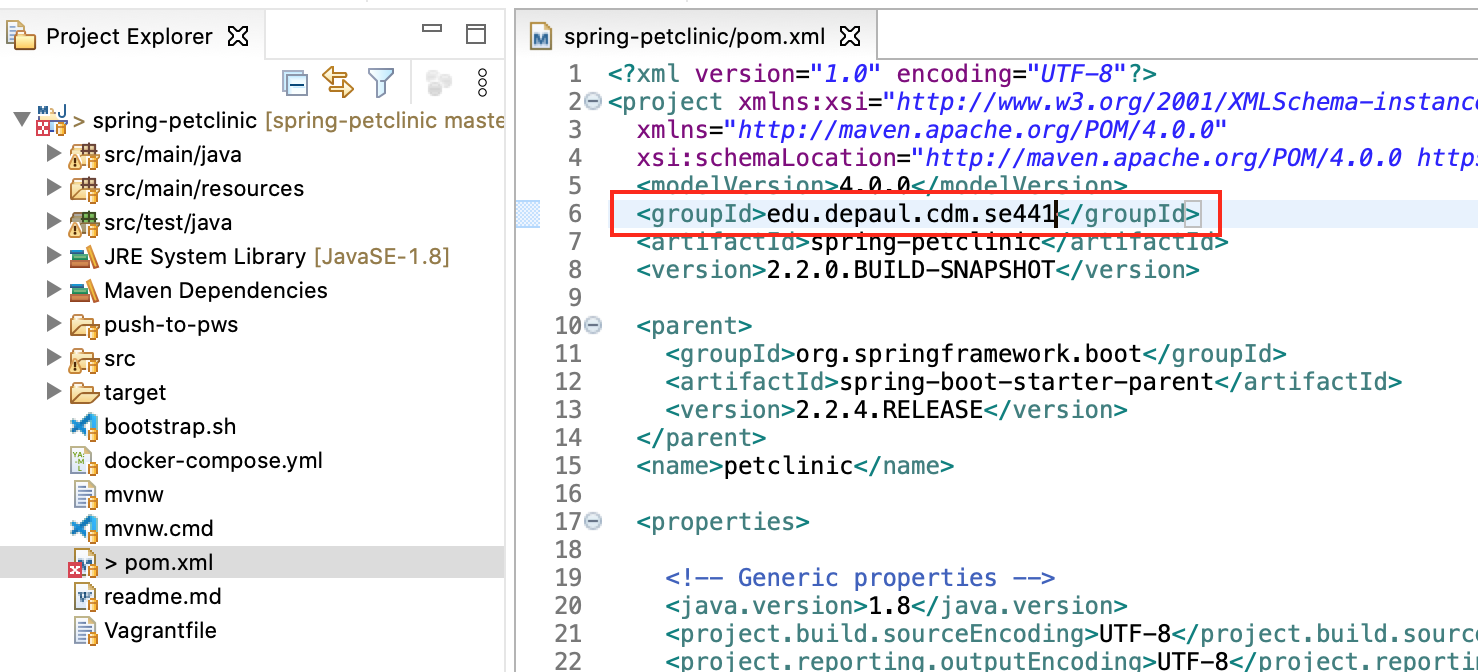 Project Explorer
> spring-petclinic [spring-petclinic maste
src/main/java
src/main/resources
src/test/java
JRE System Library [JavaSE-1.8]
Maven Dependencies
push-to-pws
src
target
bootstrap.sh
docker-compose.yml
mvnw
mvnw.cmd
> pom.xml
readme.md
Vagrantfile
spring-petclinic/pom.xml
1 <?xml version="1.0" encoding="UTF-8"?>
2 <project xmlns:xsi="http://www.w3.org/2001/XMLSchema-instance
3 xmlns="http://maven.apache.org/POM/4.0.0"
4 xsi:schemaLocation="http://maven.apache.org/POM/4.0.0 https
5 <modelVersion>4.0.0</modelVersion>
6 <groupId>edu.depaul.cdm.se441</groupId>
7 <artifactId>spring-petclinic</artifactId>
8 <version>2.2.0.BUILD-SNAPSHOT</version>
9
10 <parent>
11 <groupId>org.springframework.boot</groupId>
12 <artifactId>spring-boot-starter-parent</artifactId>
13 <version>2.2.4.RELEASE</version>
14 </parent>
15 <name>petclinic</name>
16
17 <properties>
18
19 <!-- Generic properties -->
20 <java.version>1.8</java.version>
21 <project.build.sourceEncoding>UTF-8</project.build.sourc
22 <project.reporting.outputEncoding>UTF-8</project.reporti